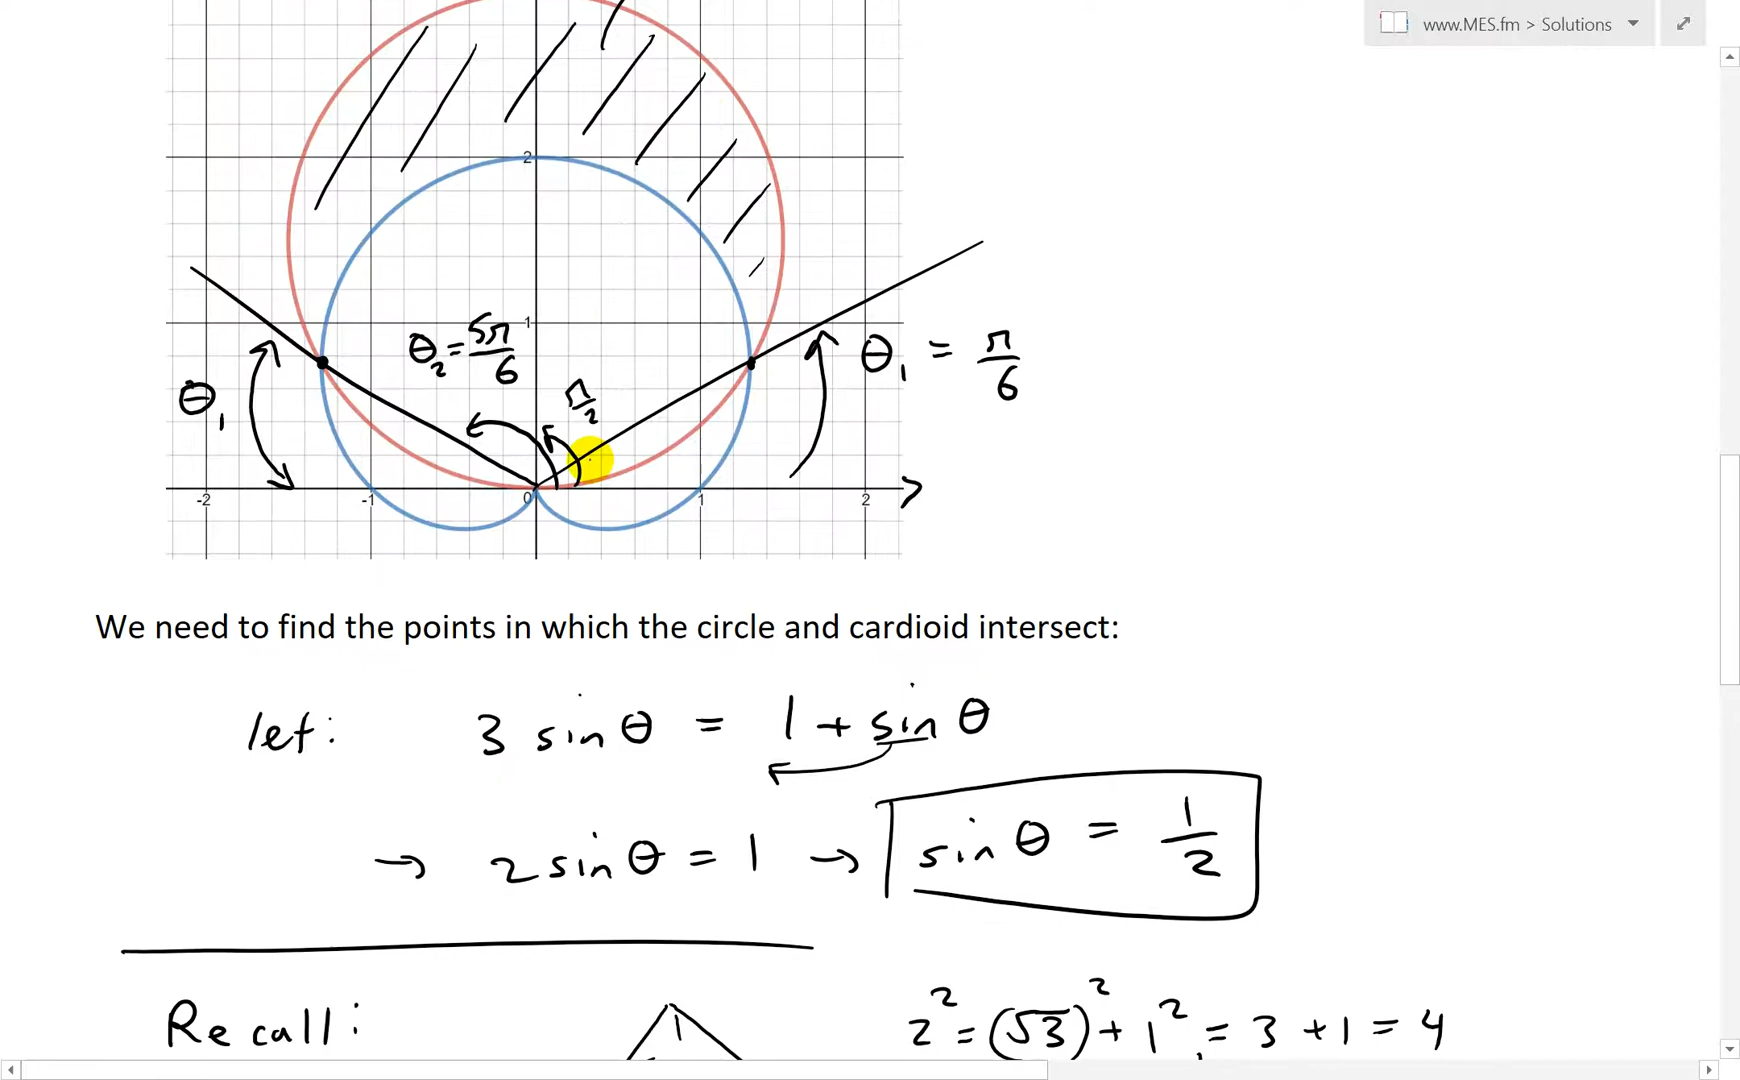 www.MES.fm > Solutions
2
1
θ₂ = 5π/6
π/2
θ₁ = π/6
θ₁
-2 -1 0 1 2
We need to find the points in which the circle and cardioid intersect:
let: 3 sin θ = 1 + sin θ
→ 2 sin θ = 1 → sin θ = 1/2
Recall: 1 2² = (√3)² + 1² = 3 + 1 = 4